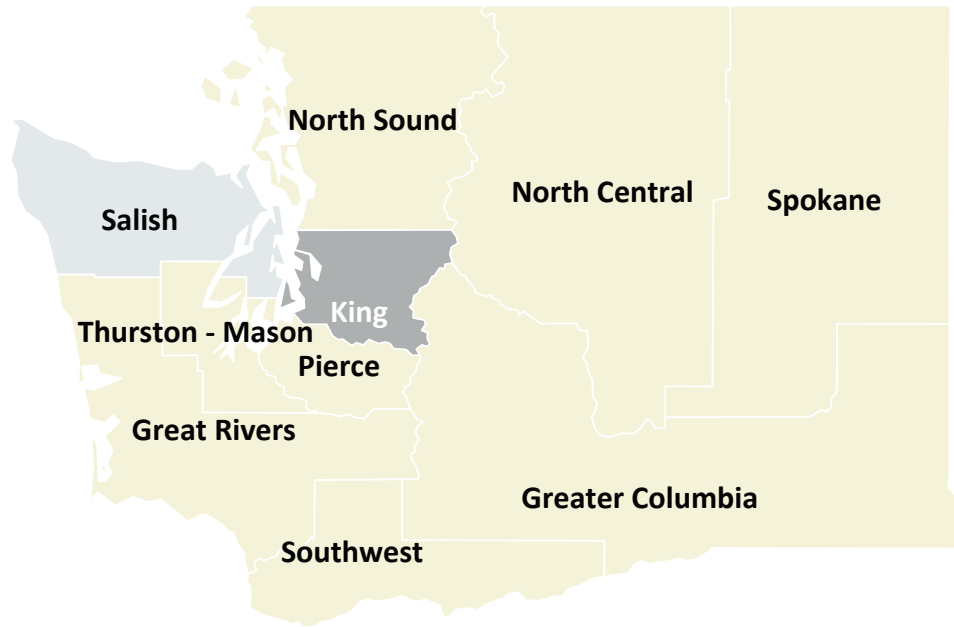 North Sound
North Central
Spokane
Salish
King
Thurston - Mason
Pierce
Great Rivers
Greater Columbia
Southwest